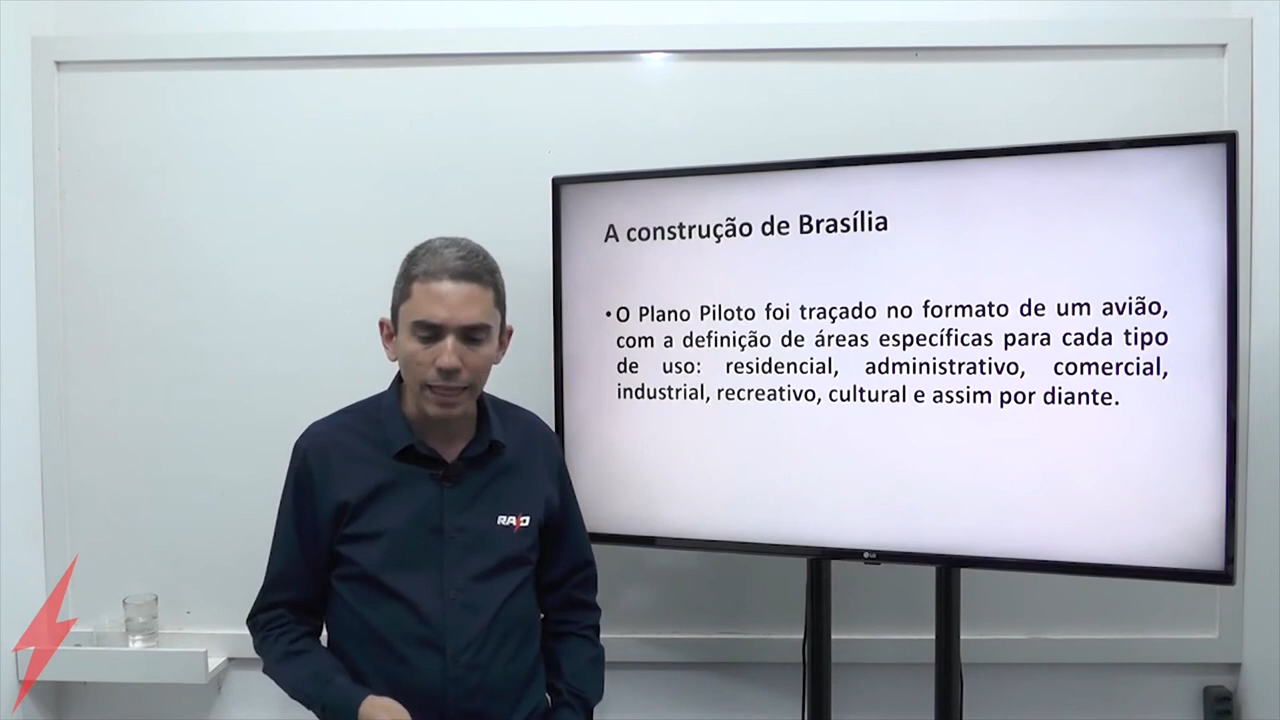 A construção de Brasília
• O Plano Piloto foi traçado no formato de um avião,
com a definição de áreas específicas para cada tipo
de uso: residencial, administrativo, comercial,
industrial, recreativo, cultural e assim por diante.
RAIO
LG